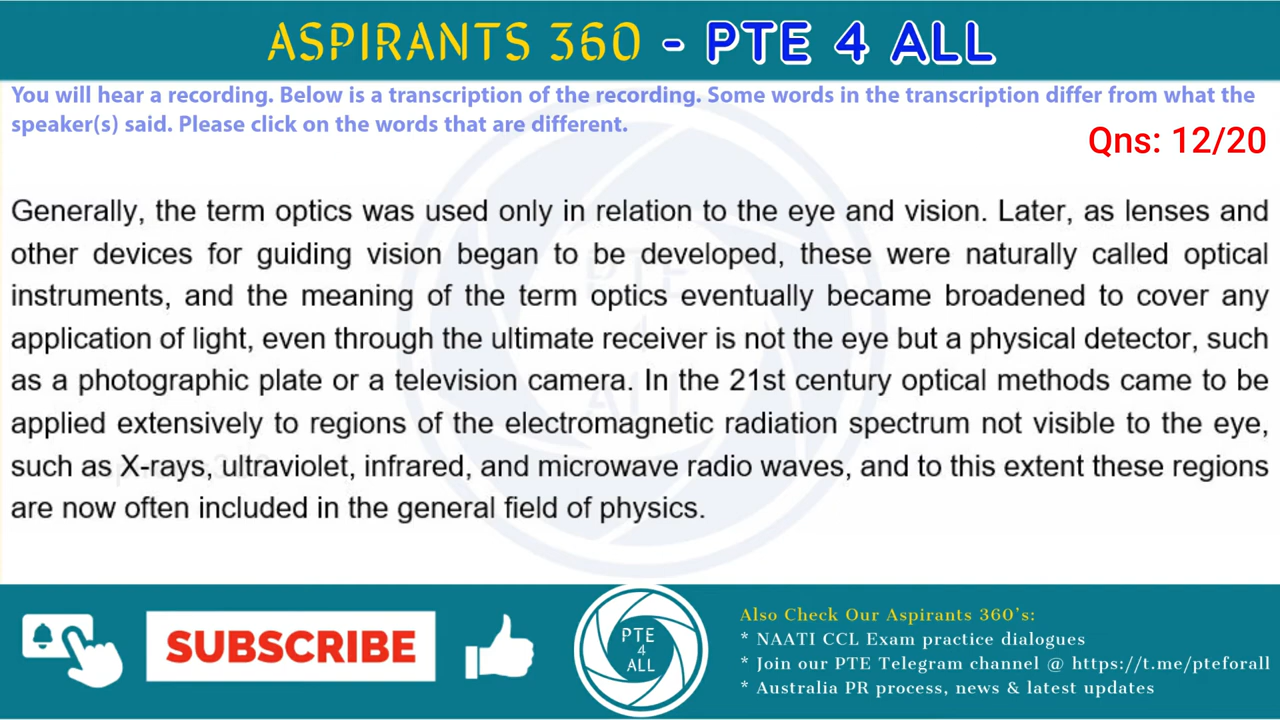 ASPIRANTS 360 - PTE 4 ALL
You will hear a recording. Below is a transcription of the recording. Some words in the transcription differ from what the
speaker(s) said. Please click on the words that are different.
Qns: 12/20
Generally, the term optics was used only in relation to the eye and vision. Later, as lenses and
other devices for guiding vision began to be developed, these were naturally called optical
instruments, and the meaning of the term optics eventually became broadened to cover any
application of light, even through the ultimate receiver is not the eye but a physical detector, such
as a photographic plate or a television camera. In the 21st century optical methods came to be
applied extensively to regions of the electromagnetic radiation spectrum not visible to the eye,
such as X-rays, ultraviolet, infrared, and microwave radio waves, and to this extent these regions
are now often included in the general field of physics.
SUBSCRIBE
PTE
4
ALL
Also Check Our Aspirants 360's:
* NAATI CCL Exam practice dialogues
* Join our PTE Telegram channel @ https://t.me/pteforall
* Australia PR process, news & latest updates